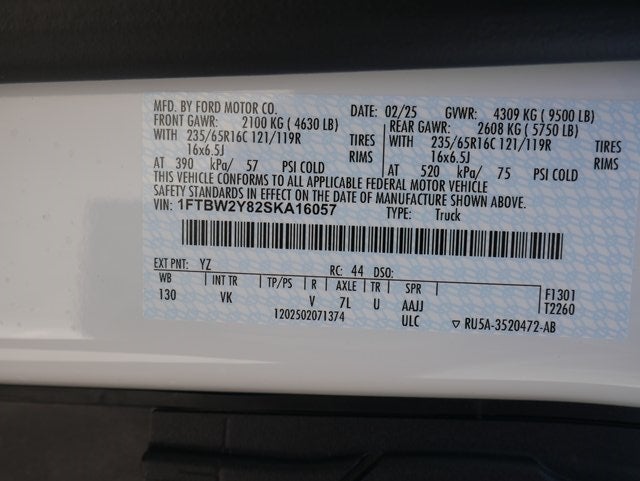 MFD. BY FORD MOTOR CO. DATE: 02/25 GVWR: 4309 KG ( 9500 LB)
FRONT GAWR: 2100 KG ( 4630 LB) REAR GAWR: 2608 KG ( 5750 LB)
WITH 235/65R16C 121/119R TIRES WITH 235/65R16C 121/119R TIRES
16x6.5J RIMS 16x6.5J RIMS
AT 390 kPa/ 57 PSI COLD AT 520 kPa/ 75 PSI COLD
THIS VEHICLE CONFORMS TO ALL APPLICABLE FEDERAL MOTOR VEHICLE
SAFETY STANDARDS IN EFFECT ON THE DATE OF MANUFACTURE SHOWN ABOVE.
VIN: 1FTBW2Y82SKA16057 TYPE: Truck
EXT PNT: YZ RC: 44 DSO:
WB INT TR TP/PS R AXLE TR SPR F1301
130 VK V 7L U AAJJ T2260
1202502071374 ULC ▽ RU5A-3520472-AB